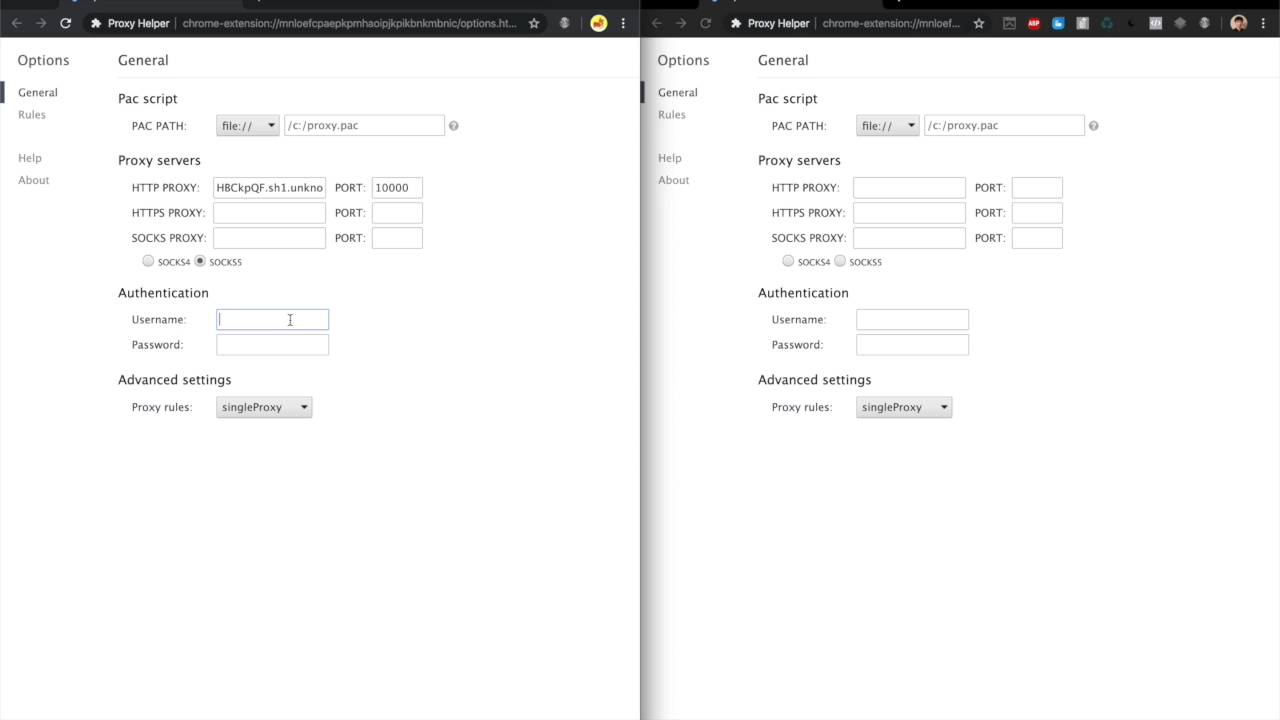 Proxy Helper
chrome-extension://mnloefcpaepkpmhaoipjkpikbnkmbnic/options.ht...
Options
General
General
Rules
Help
About
Pac script
PAC PATH:
file://
/c:/proxy.pac
?
Proxy servers
HTTP PROXY:
HBCkpQF.sh1.unkno
PORT:
10000
HTTPS PROXY:
PORT:
SOCKS PROXY:
PORT:
SOCKS4
SOCKS5
Authentication
Username:
Password:
Advanced settings
Proxy rules:
singleProxy
Proxy Helper
chrome-extension://mnloef...
ABP
Options
General
General
Rules
Help
About
Pac script
PAC PATH:
file://
/c:/proxy.pac
?
Proxy servers
HTTP PROXY:
PORT:
HTTPS PROXY:
PORT:
SOCKS PROXY:
PORT:
SOCKS4
SOCKS5
Authentication
Username:
Password:
Advanced settings
Proxy rules:
singleProxy